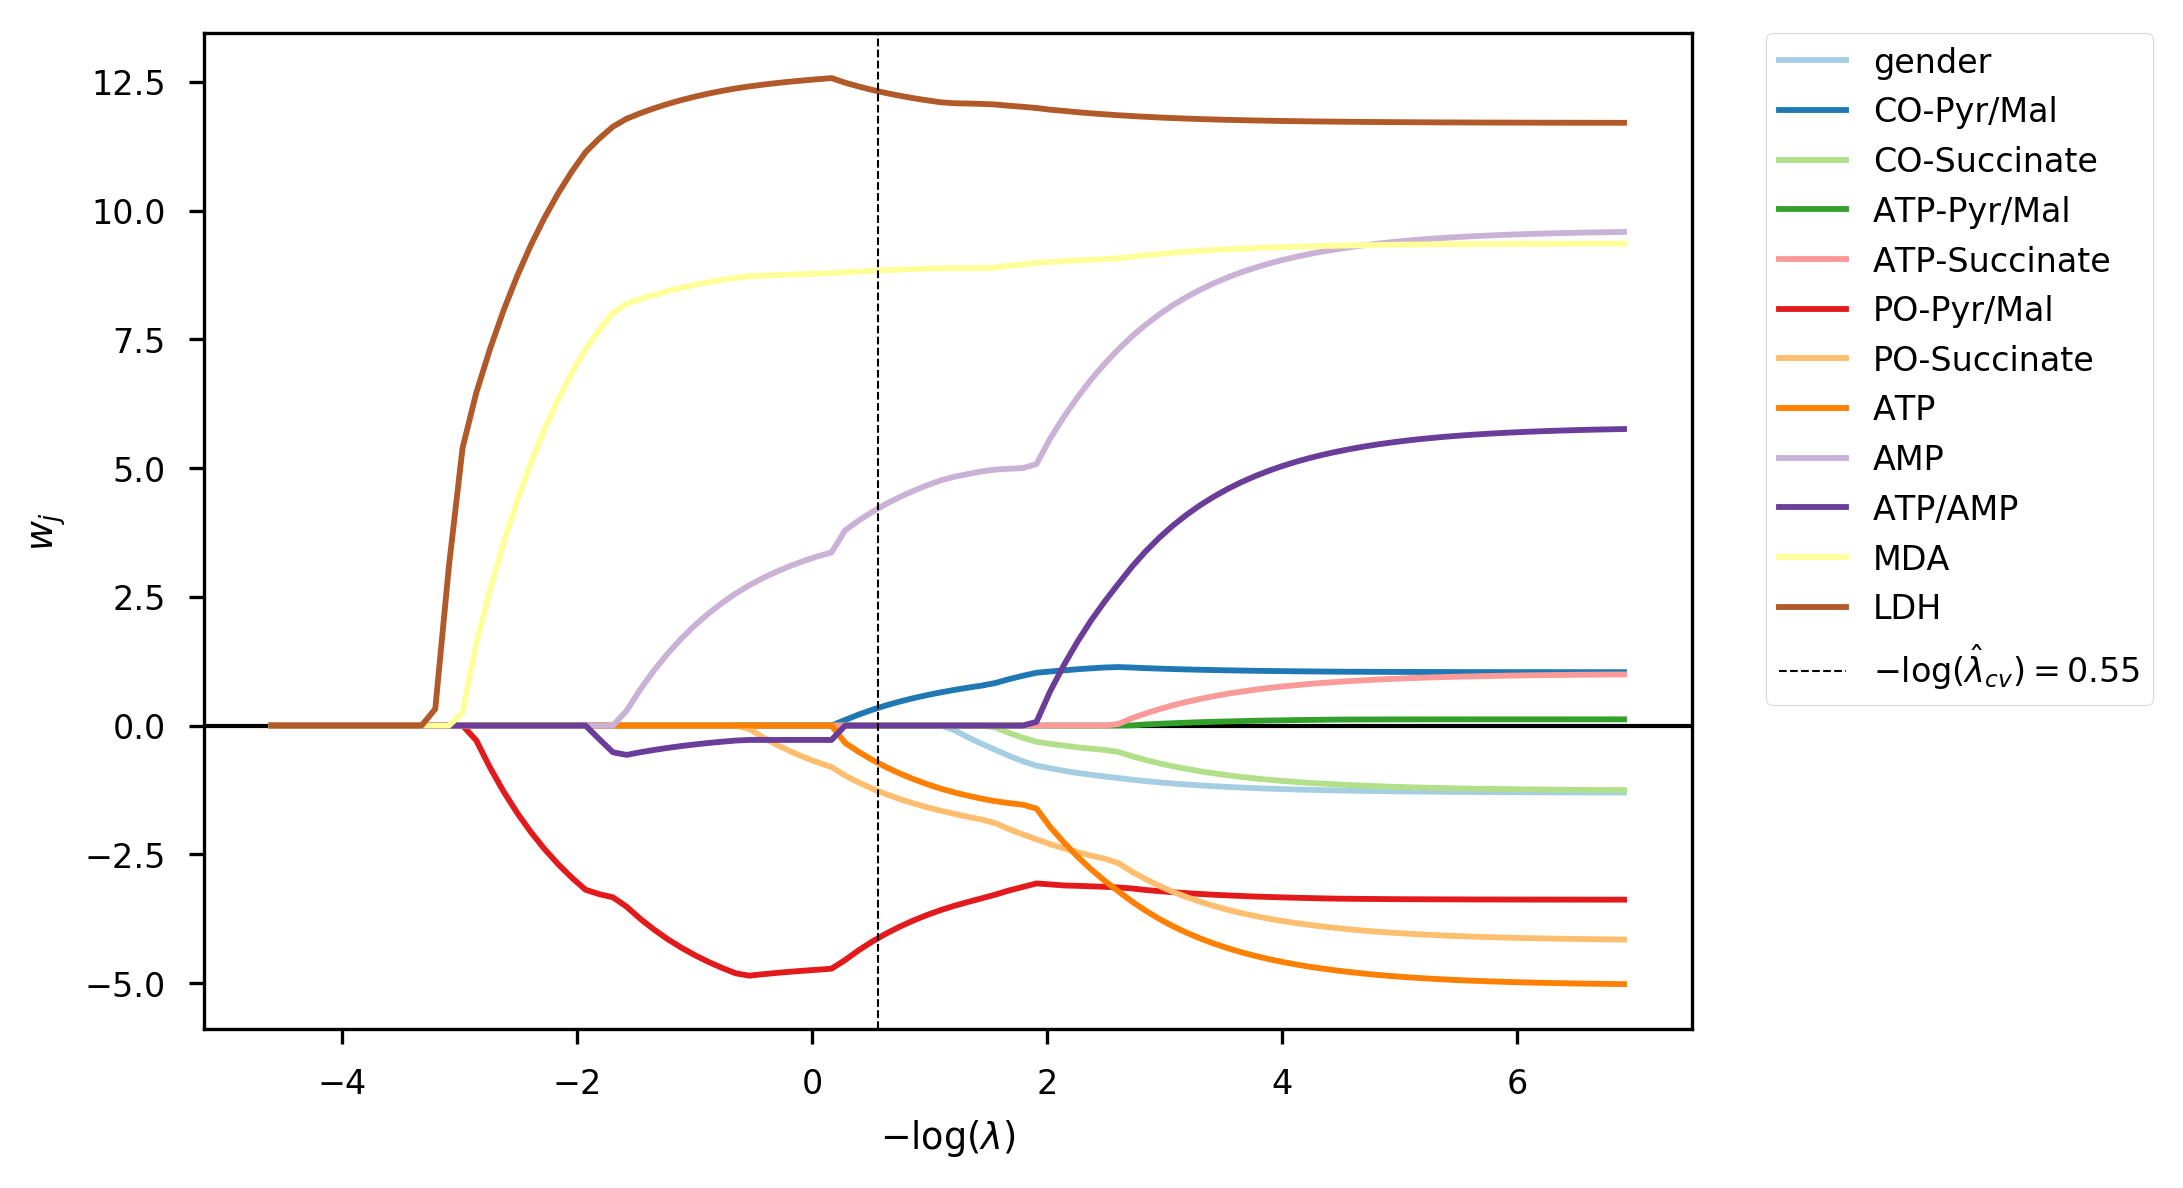 12.5
10.0
7.5
5.0
2.5
0.0
−2.5
−5.0
w_j
−4
−2
0
2
4
6
−log(λ)
gender
CO-Pyr/Mal
CO-Succinate
ATP-Pyr/Mal
ATP-Succinate
PO-Pyr/Mal
PO-Succinate
ATP
AMP
ATP/AMP
MDA
LDH
−log(λ̂_cv) = 0.55